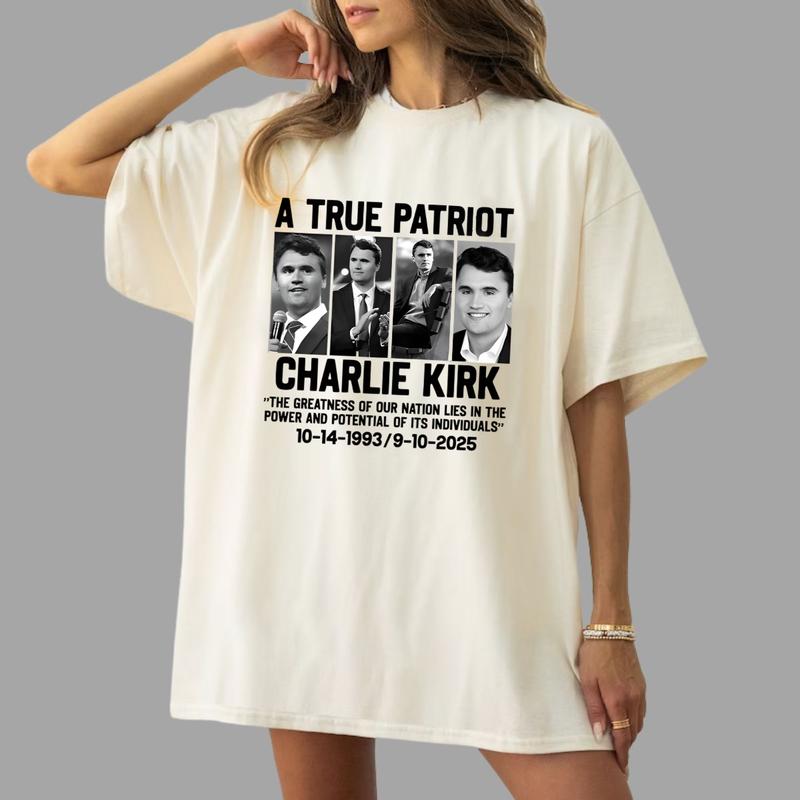 A TRUE PATRIOT
CHARLIE KIRK
"THE GREATNESS OF OUR NATION LIES IN THE
POWER AND POTENTIAL OF ITS INDIVIDUALS"
10-14-1993/9-10-2025